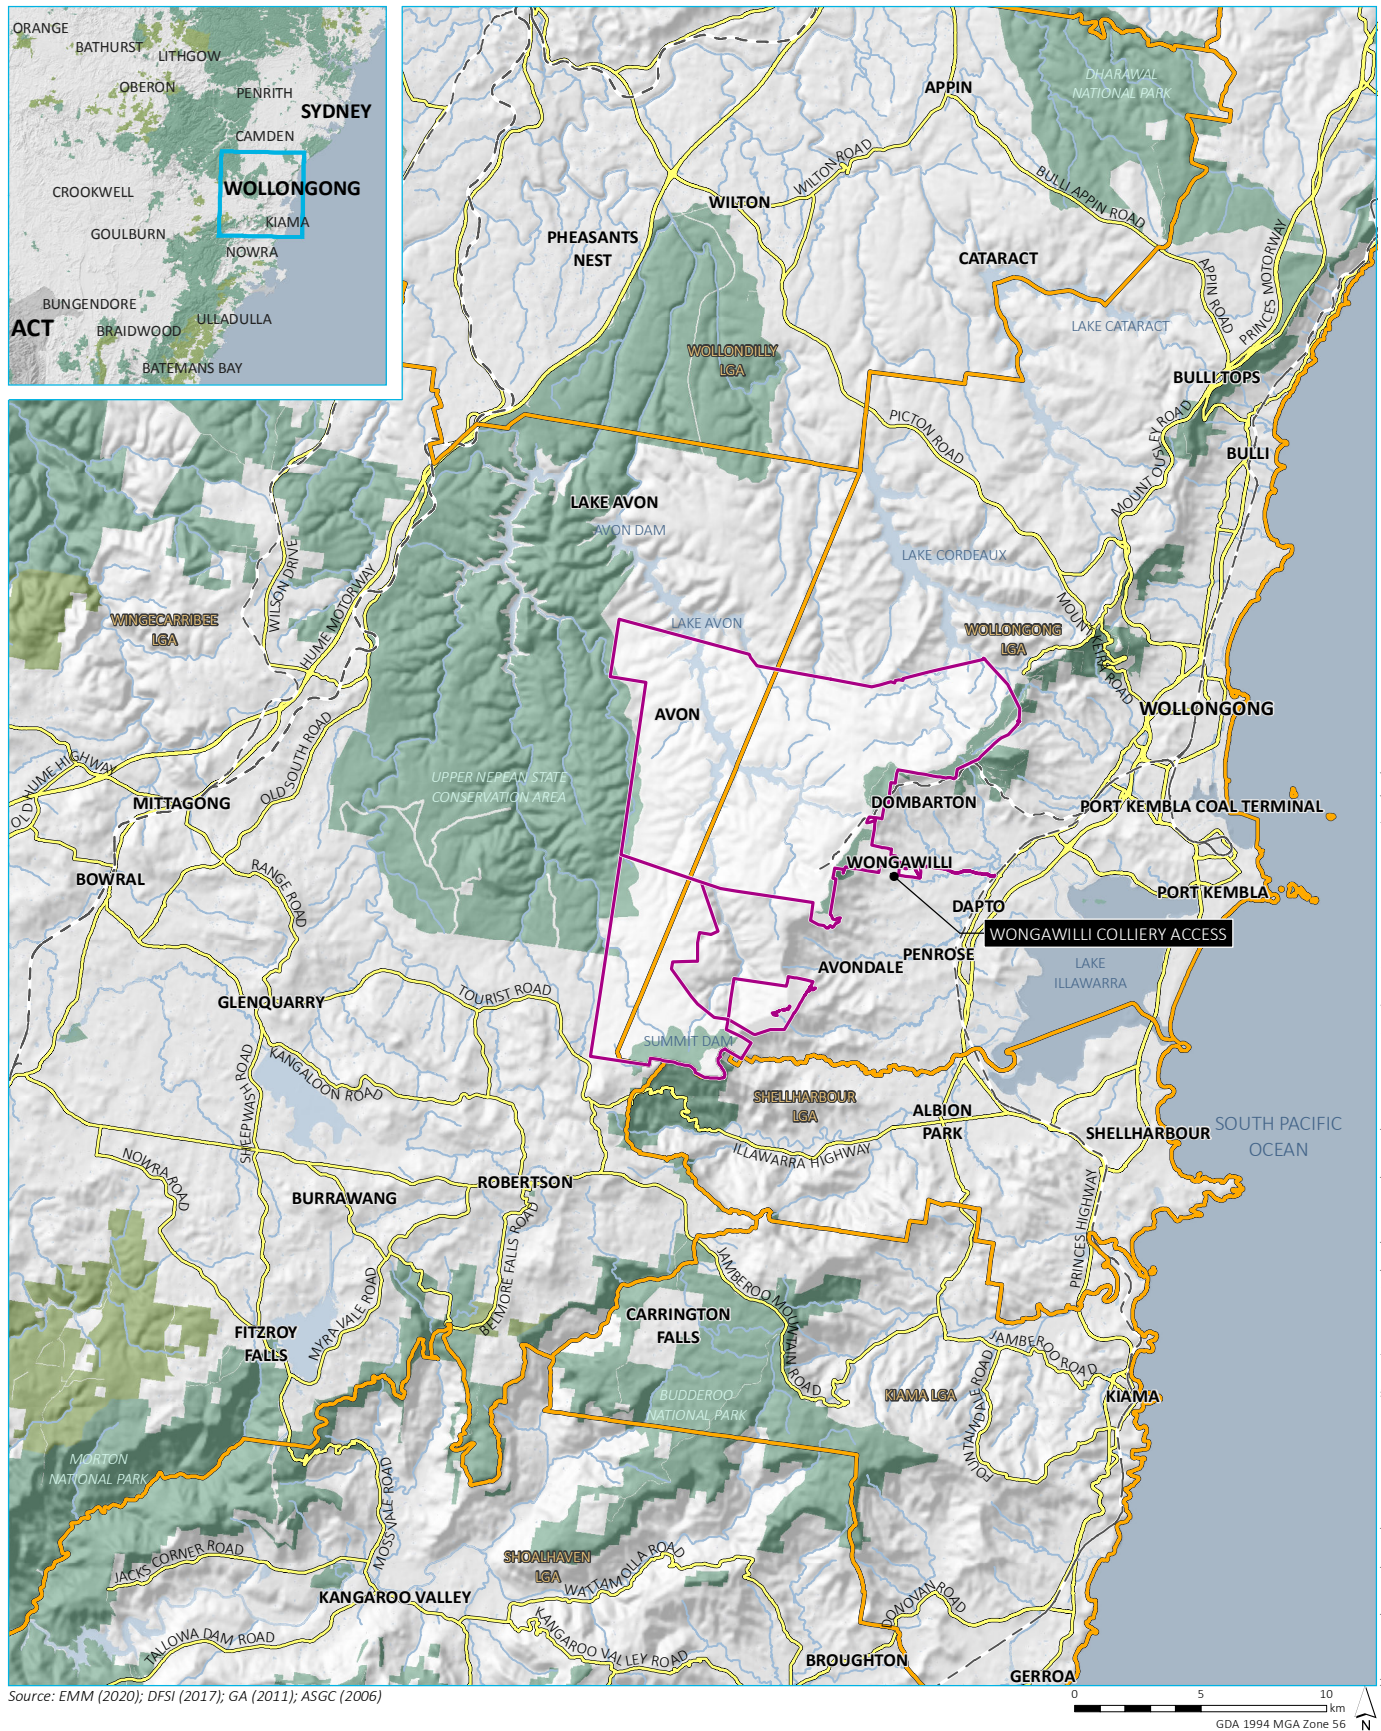 ORANGE
BATHURST
LITHGOW
OBERON
PENRITH
SYDNEY
CAMDEN
CROOKWELL
WOLLONGONG
KIAMA
GOULBURN
NOWRA
BUNGENDORE
ULLADULLA
ACT
BRAIDWOOD
BATEMANS BAY
DHARAWAL
NATIONAL PARK
APPIN
WILTON ROAD
BULLI APPIN ROAD
WILTON
PHEASANTS
NEST
CATARACT
APPIN ROAD
PRINCES MOTORWAY
LAKE CATARACT
WOLLONDILLY
LGA
BULLI TOPS
PICTON ROAD
MOUNT OUSLEY ROAD
BULLI
LAKE AVON
AVON DAM
LAKE CORDEAUX
WILSON DRIVE
HUME MOTORWAY
WINGECARRIBEE
LGA
LAKE AVON
WOLLONGONG
LGA
MOUNT KEIRA ROAD
AVON
WOLLONGONG
OLD HUME HIGHWAY
OLD SOUTH ROAD
UPPER NEPEAN STATE
CONSERVATION AREA
MITTAGONG
DOMBARTON
PORT KEMBLA COAL TERMINAL
WONGAWILLI
BOWRAL
RANGE ROAD
PORT KEMBLA
DAPTO
WONGAWILLI COLLIERY ACCESS
PENROSE
AVONDALE
LAKE
ILLAWARRA
GLENQUARRY
TOURIST ROAD
SUMMIT DAM
KANGALOON ROAD
SHEEPWASH ROAD
SHELLHARBOUR
LGA
ALBION
PARK
SHELLHARBOUR
SOUTH PACIFIC
OCEAN
ILLAWARRA HIGHWAY
NOWRA ROAD
ROBERTSON
BURRAWANG
PRINCES HIGHWAY
BELMORE FALLS ROAD
JAMBEROO MOUNTAIN ROAD
MYRA VALE ROAD
CARRINGTON
FALLS
FITZROY
FALLS
JAMBEROO ROAD
FOUNTAINDALE ROAD
KIAMA LGA
KIAMA
BUDDEROO
NATIONAL PARK
MORTON
NATIONAL PARK
MOSS VALE ROAD
JACKS CORNER ROAD
SHOALHAVEN
LGA
WATTAMOLLA ROAD
KANGAROO VALLEY
DONOVAN ROAD
TALLOWA DAM ROAD
KANGAROO VALLEY ROAD
BROUGHTON
GERROA
Source: EMM (2020); DFSI (2017); GA (2011); ASGC (2006)
0 5 10
km
GDA 1994 MGA Zone 56
N